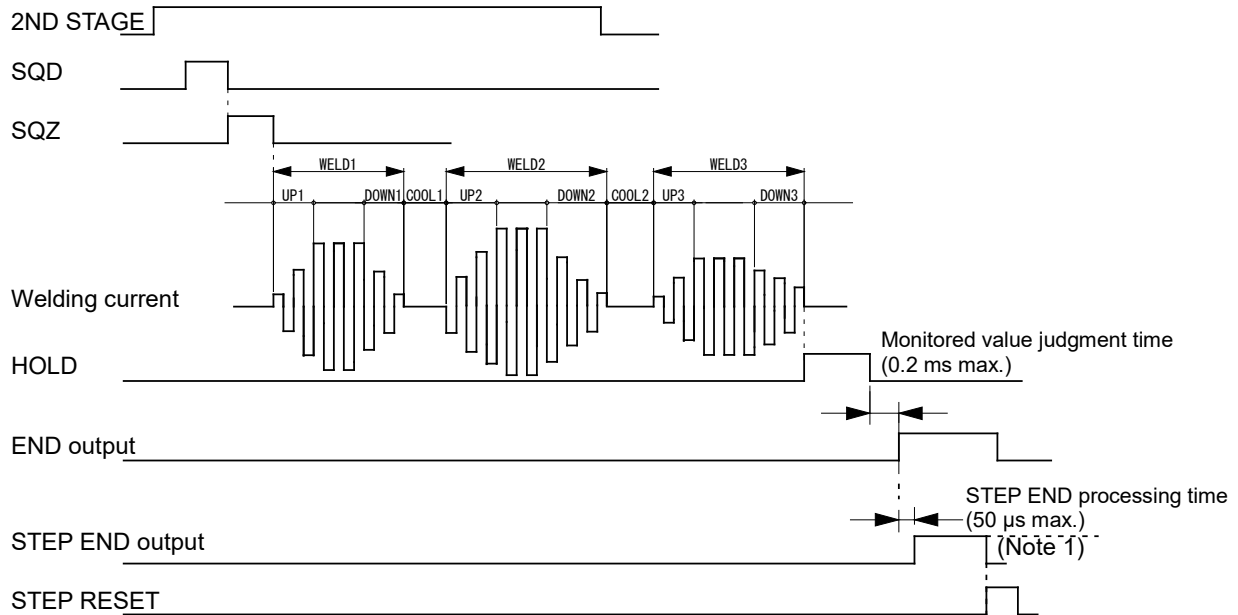 2ND STAGE
SQD
SQZ
WELD1 WELD2 WELD3
UP1 DOWN1 COOL1 UP2 DOWN2 COOL2 UP3 DOWN3
Welding current
Monitored value judgment time
(0.2 ms max.)
HOLD
END output
STEP END processing time
(50 µs max.)
(Note 1)
STEP END output
STEP RESET